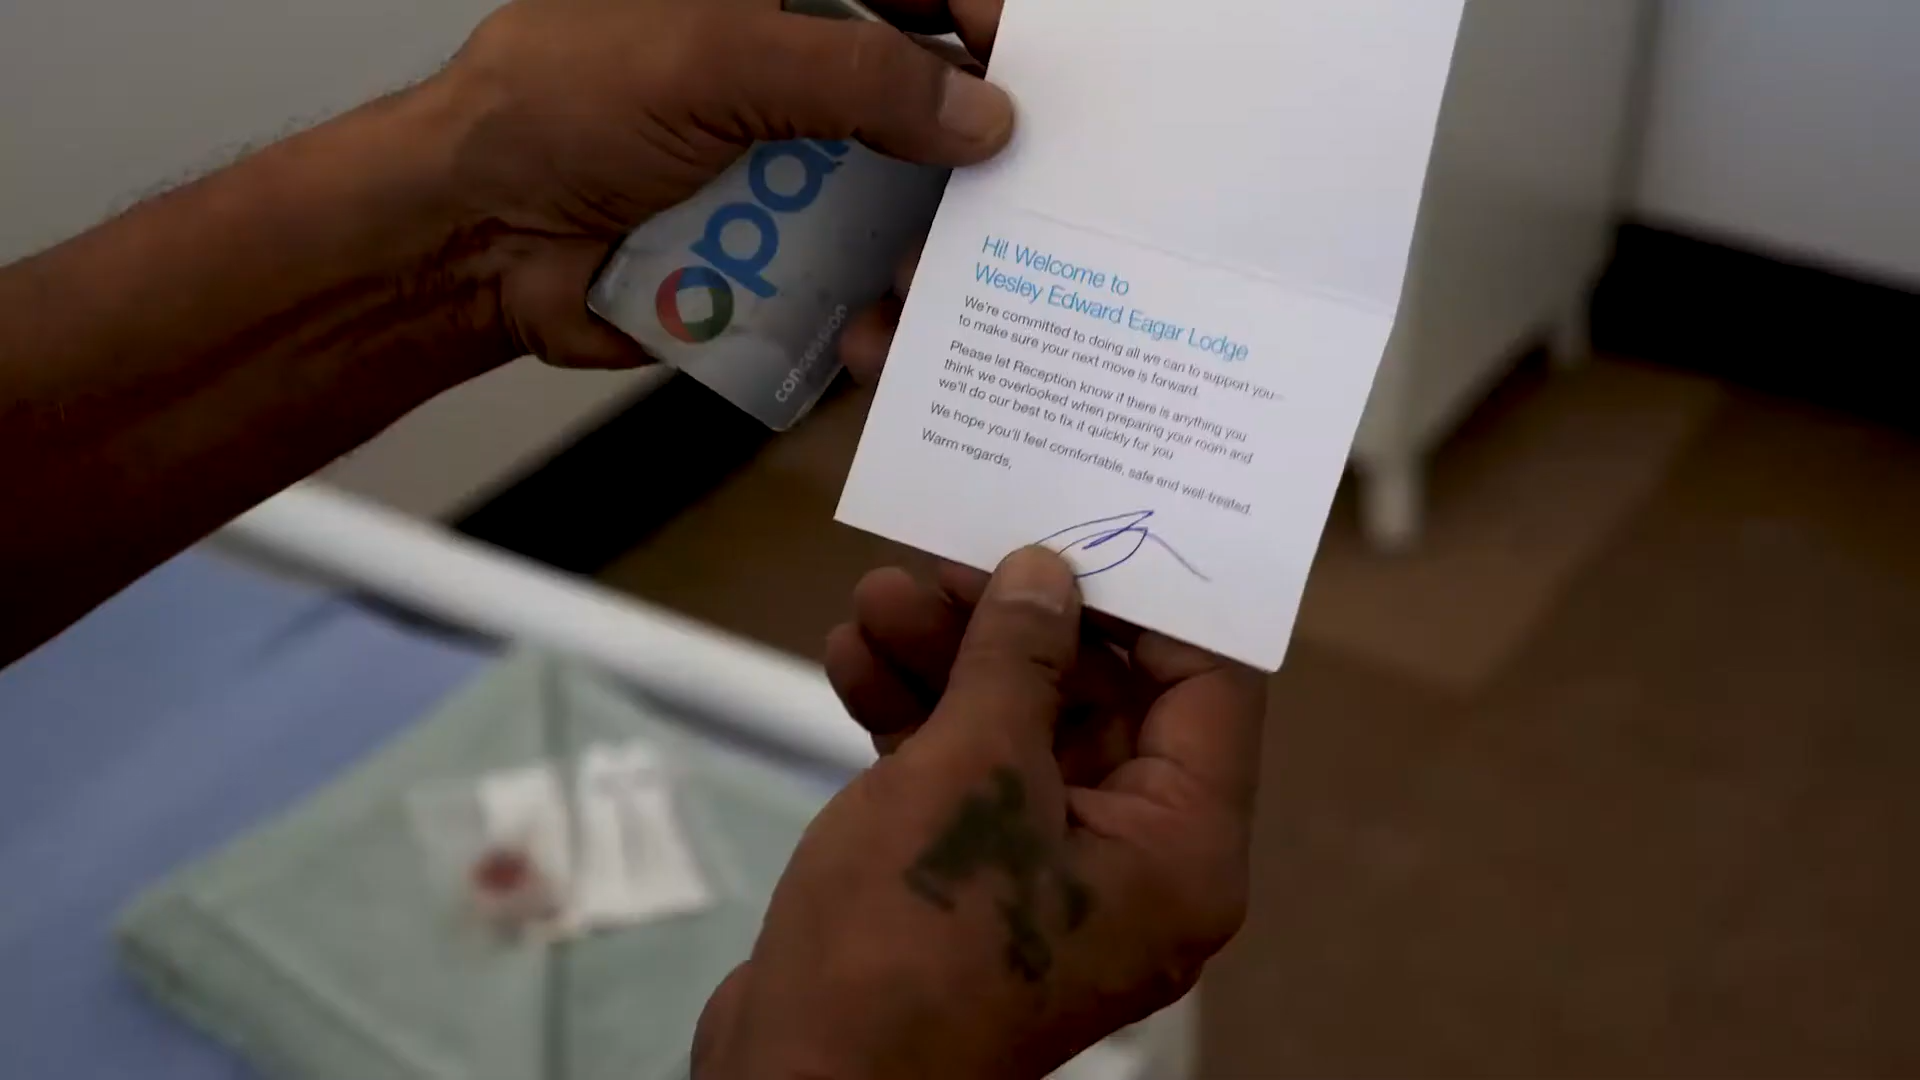 opal
concession
Hi! Welcome to
Wesley Edward Eagar Lodge
We're committed to doing all we can to support you–
to make sure your next move is forward.
Please let Reception know if there is anything you
think we overlooked when preparing your room and
we'll do our best to fix it quickly for you
We hope you'll feel comfortable, safe and well-treated.
Warm regards,